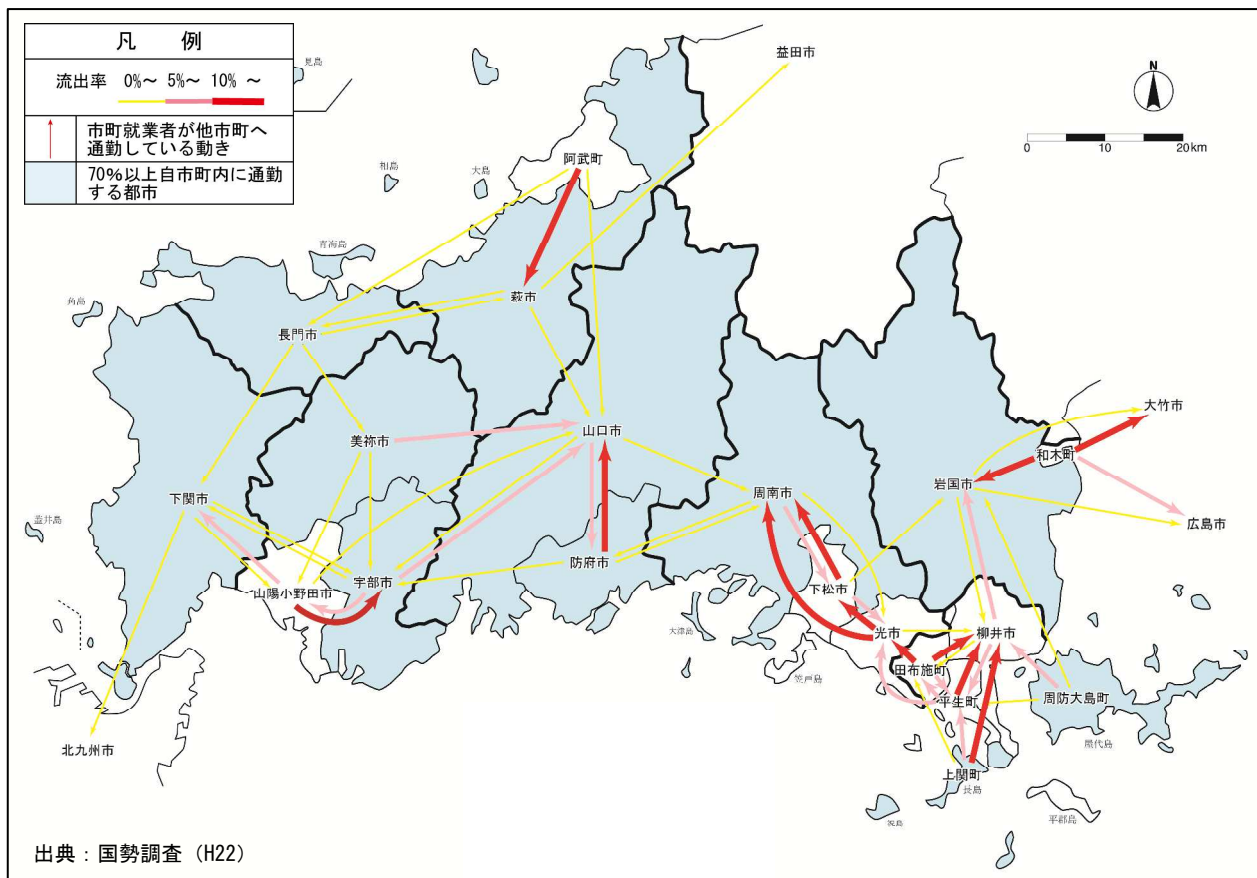 凡　例
流出率 0%～ 5%～ 10% ～
市町就業者が他市町へ
通勤している動き
70%以上自市町内に通勤
する都市
見島
益田市
N
0 10 20km
阿武町
相島
大島
青海島
角島
萩市
長門市
大竹市
美祢市
山口市
和木町
岩国市
下関市
周南市
蓋井島
広島市
防府市
宇部市
山陽小野田市
下松市
大津島
光市
柳井市
田布施町
笠戸島
平生町
周防大島町
北九州市
屋代島
上関町
長島
平郡島
祝島
出典：国勢調査（H22）